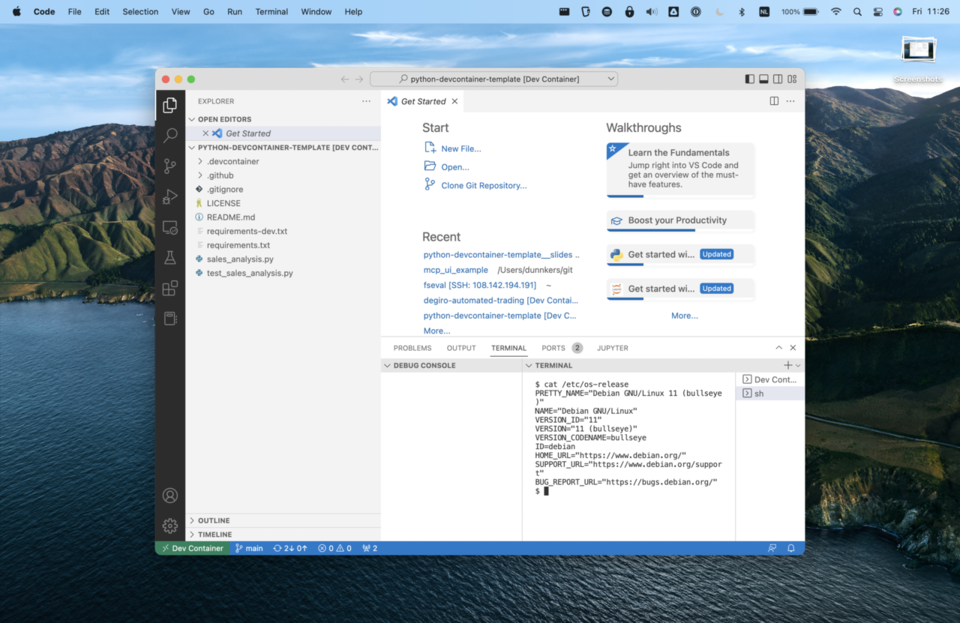 Code File Edit Selection View Go Run Terminal Window Help NL 100% Fri 11:26
Screenshots
python-devcontainer-template [Dev Container]
EXPLORER
OPEN EDITORS
Get Started
PYTHON-DEVCONTAINER-TEMPLATE [DEV CONT...
.devcontainer
.github
.gitignore
LICENSE
README.md
requirements-dev.txt
requirements.txt
sales_analysis.py
test_sales_analysis.py
OUTLINE
TIMELINE
Get Started
Start
New File...
Open...
Clone Git Repository...
Recent
python-devcontainer-template__slides ..
mcp_ui_example /Users/dunnkers/git
fseval [SSH: 108.142.194.191] ~
degiro-automated-trading [Dev Contai...
python-devcontainer-template [Dev C...
More...
Walkthroughs
Learn the Fundamentals
Jump right into VS Code and
get an overview of the must-
have features.
Boost your Productivity
Get started wi... Updated
Get started wi... Updated
More...
PROBLEMS OUTPUT TERMINAL PORTS 2 JUPYTER
DEBUG CONSOLE
TERMINAL
$ cat /etc/os-release
PRETTY_NAME="Debian GNU/Linux 11 (bullseye
)"
NAME="Debian GNU/Linux"
VERSION_ID="11"
VERSION="11 (bullseye)"
VERSION_CODENAME=bullseye
ID=debian
HOME_URL="https://www.debian.org/"
SUPPORT_URL="https://www.debian.org/suppor
t"
BUG_REPORT_URL="https://bugs.debian.org/"
$
Dev Cont...
sh
Dev Container main 2↓ 0↑ 0 0 2